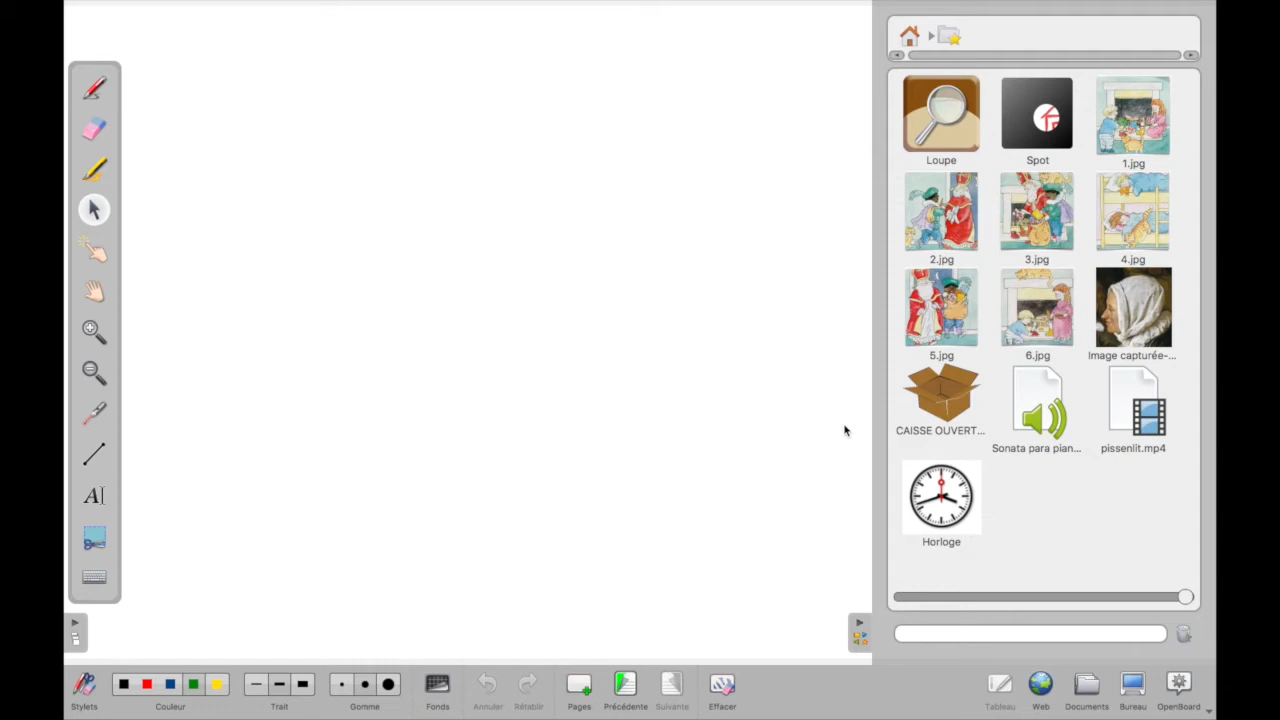 Loupe
Spot
1.jpg
2.jpg
3.jpg
4.jpg
5.jpg
6.jpg
Image capturée-...
CAISSE OUVERT...
Sonata para pian...
pissenlit.mp4
Horloge
A
Stylets
Couleur
Trait
Gomme
Fonds
Annuler
Rétablir
Pages
Précédente
Suivante
Effacer
Tableau
Web
Documents
Bureau
OpenBoard